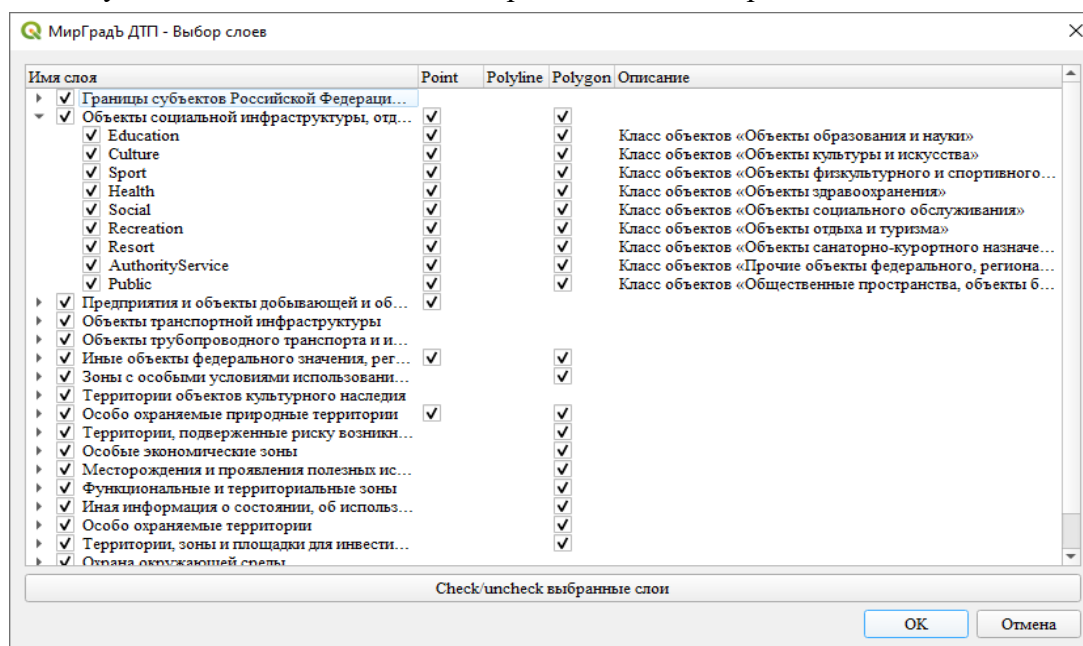 МирГрадЪ ДТП - Выбор слоев
Имя слоя Point Polyline Polygon Описание
Границы субъектов Российской Федераци...
Объекты социальной инфраструктуры, отд...
Education Класс объектов «Объекты образования и науки»
Culture Класс объектов «Объекты культуры и искусства»
Sport Класс объектов «Объекты физкультурного и спортивного...
Health Класс объектов «Объекты здравоохранения»
Social Класс объектов «Объекты социального обслуживания»
Recreation Класс объектов «Объекты отдыха и туризма»
Resort Класс объектов «Объекты санаторно-курортного назначе...
AuthorityService Класс объектов «Прочие объекты федерального, региона...
Public Класс объектов «Общественные пространства, объекты б...
Предприятия и объекты добывающей и об...
Объекты транспортной инфраструктуры
Объекты трубопроводного транспорта и и...
Иные объекты федерального значения, рег...
Зоны с особыми условиями использовани...
Территории объектов культурного наследия
Особо охраняемые природные территории
Территории, подверженные риску возникн...
Особые экономические зоны
Месторождения и проявления полезных ис...
Функциональные и территориальные зоны
Иная информация о состоянии, об использ...
Особо охраняемые территории
Территории, зоны и площадки для инвести...
Охрана окружающей среды
Check/uncheck выбранные слои
OK Отмена